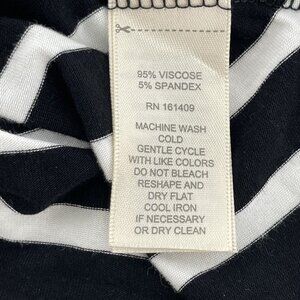 95% VISCOSE
5% SPANDEX
RN 161409
MACHINE WASH
COLD
GENTLE CYCLE
WITH LIKE COLORS
DO NOT BLEACH
RESHAPE AND
DRY FLAT
COOL IRON
IF NECESSARY
OR DRY CLEAN